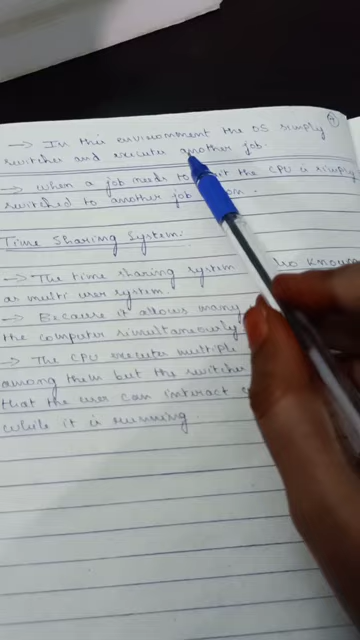 4
→ In this environment the OS simply
switches and executes another job.
→ when a job needs to the CPU is simply
switched to another job on.
Time sharing System:
→ The time sharing system known
as multi user system.
→ Because it allows many
the computer simultaneously
→ The CPU executes multiple
among them but the switches
that the user can interact
while it is running